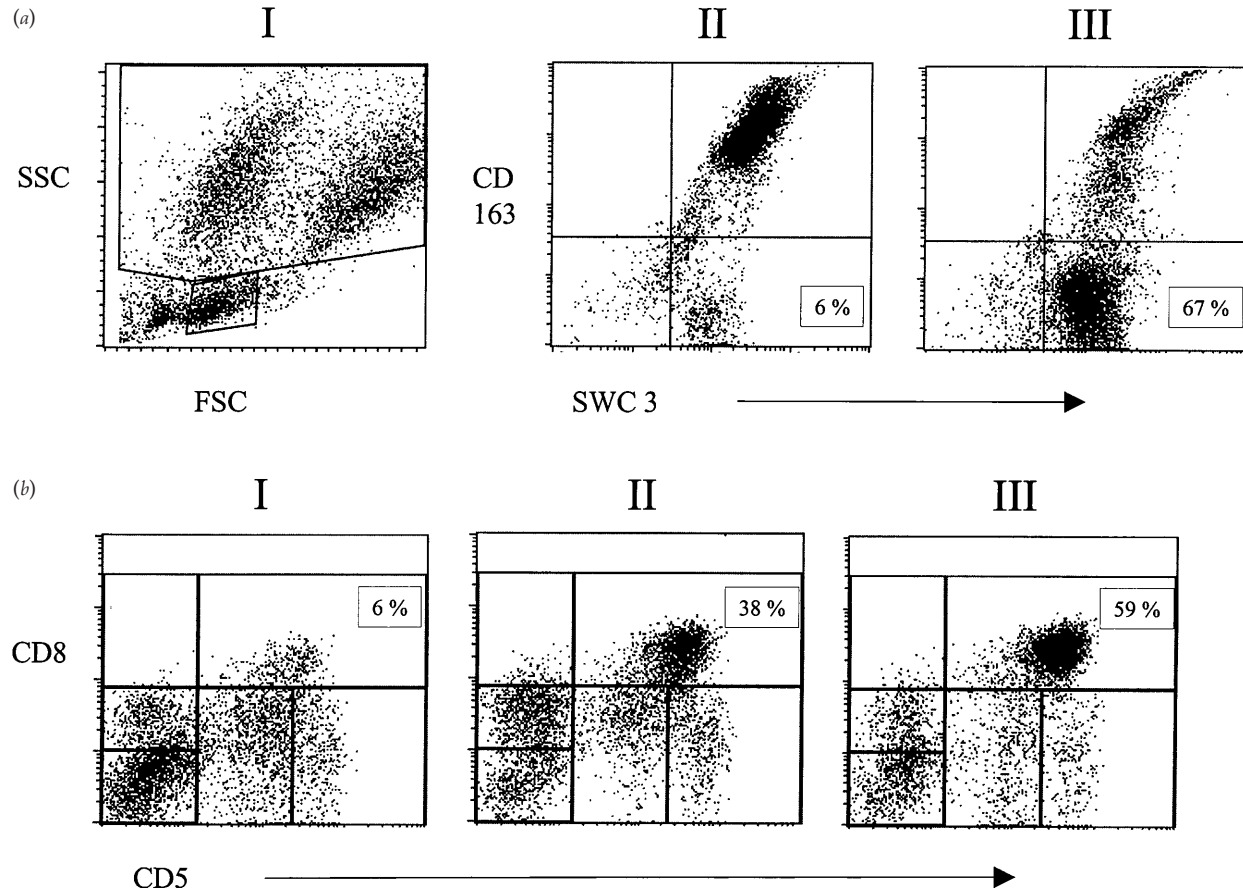 (a)
I
II
III
SSC
CD
163
6 %
67 %
FSC
SWC 3
(b)
I
II
III
CD8
6 %
38 %
59 %
CD5